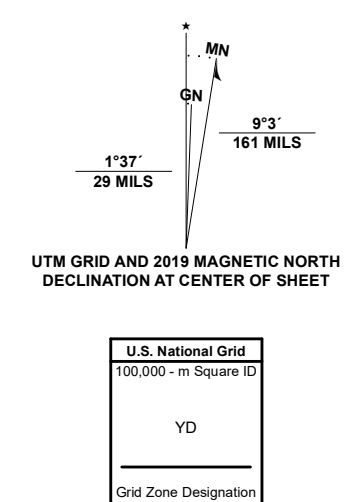 MN
GN
9°3´
161 MILS
1°37´
29 MILS
UTM GRID AND 2019 MAGNETIC NORTH
DECLINATION AT CENTER OF SHEET
U.S. National Grid
100,000 - m Square ID
YD
Grid Zone Designation